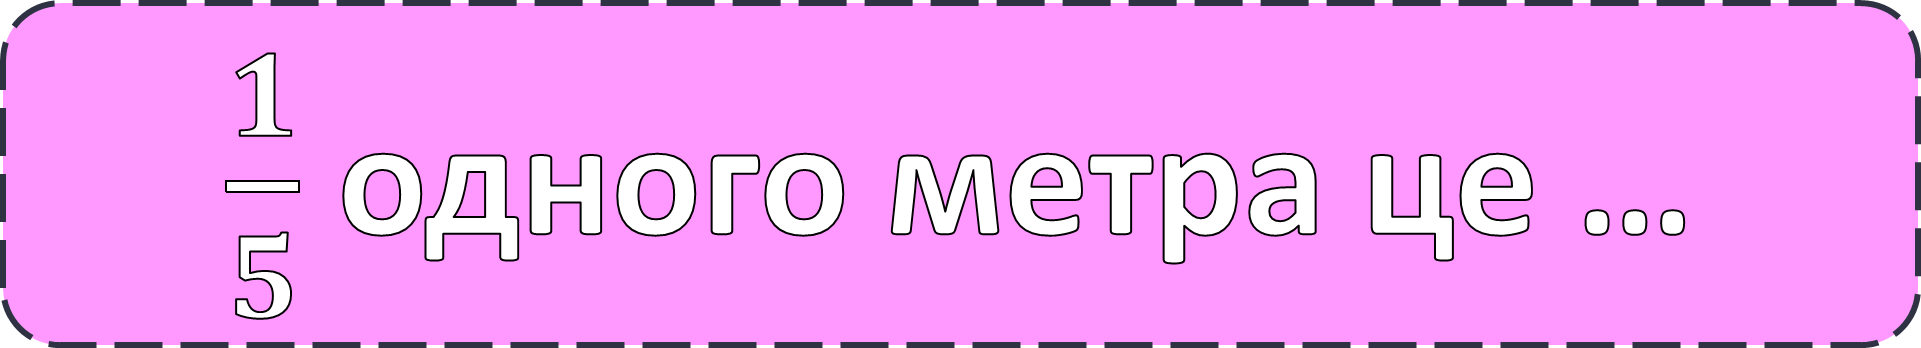 1/5 одного метра це ...